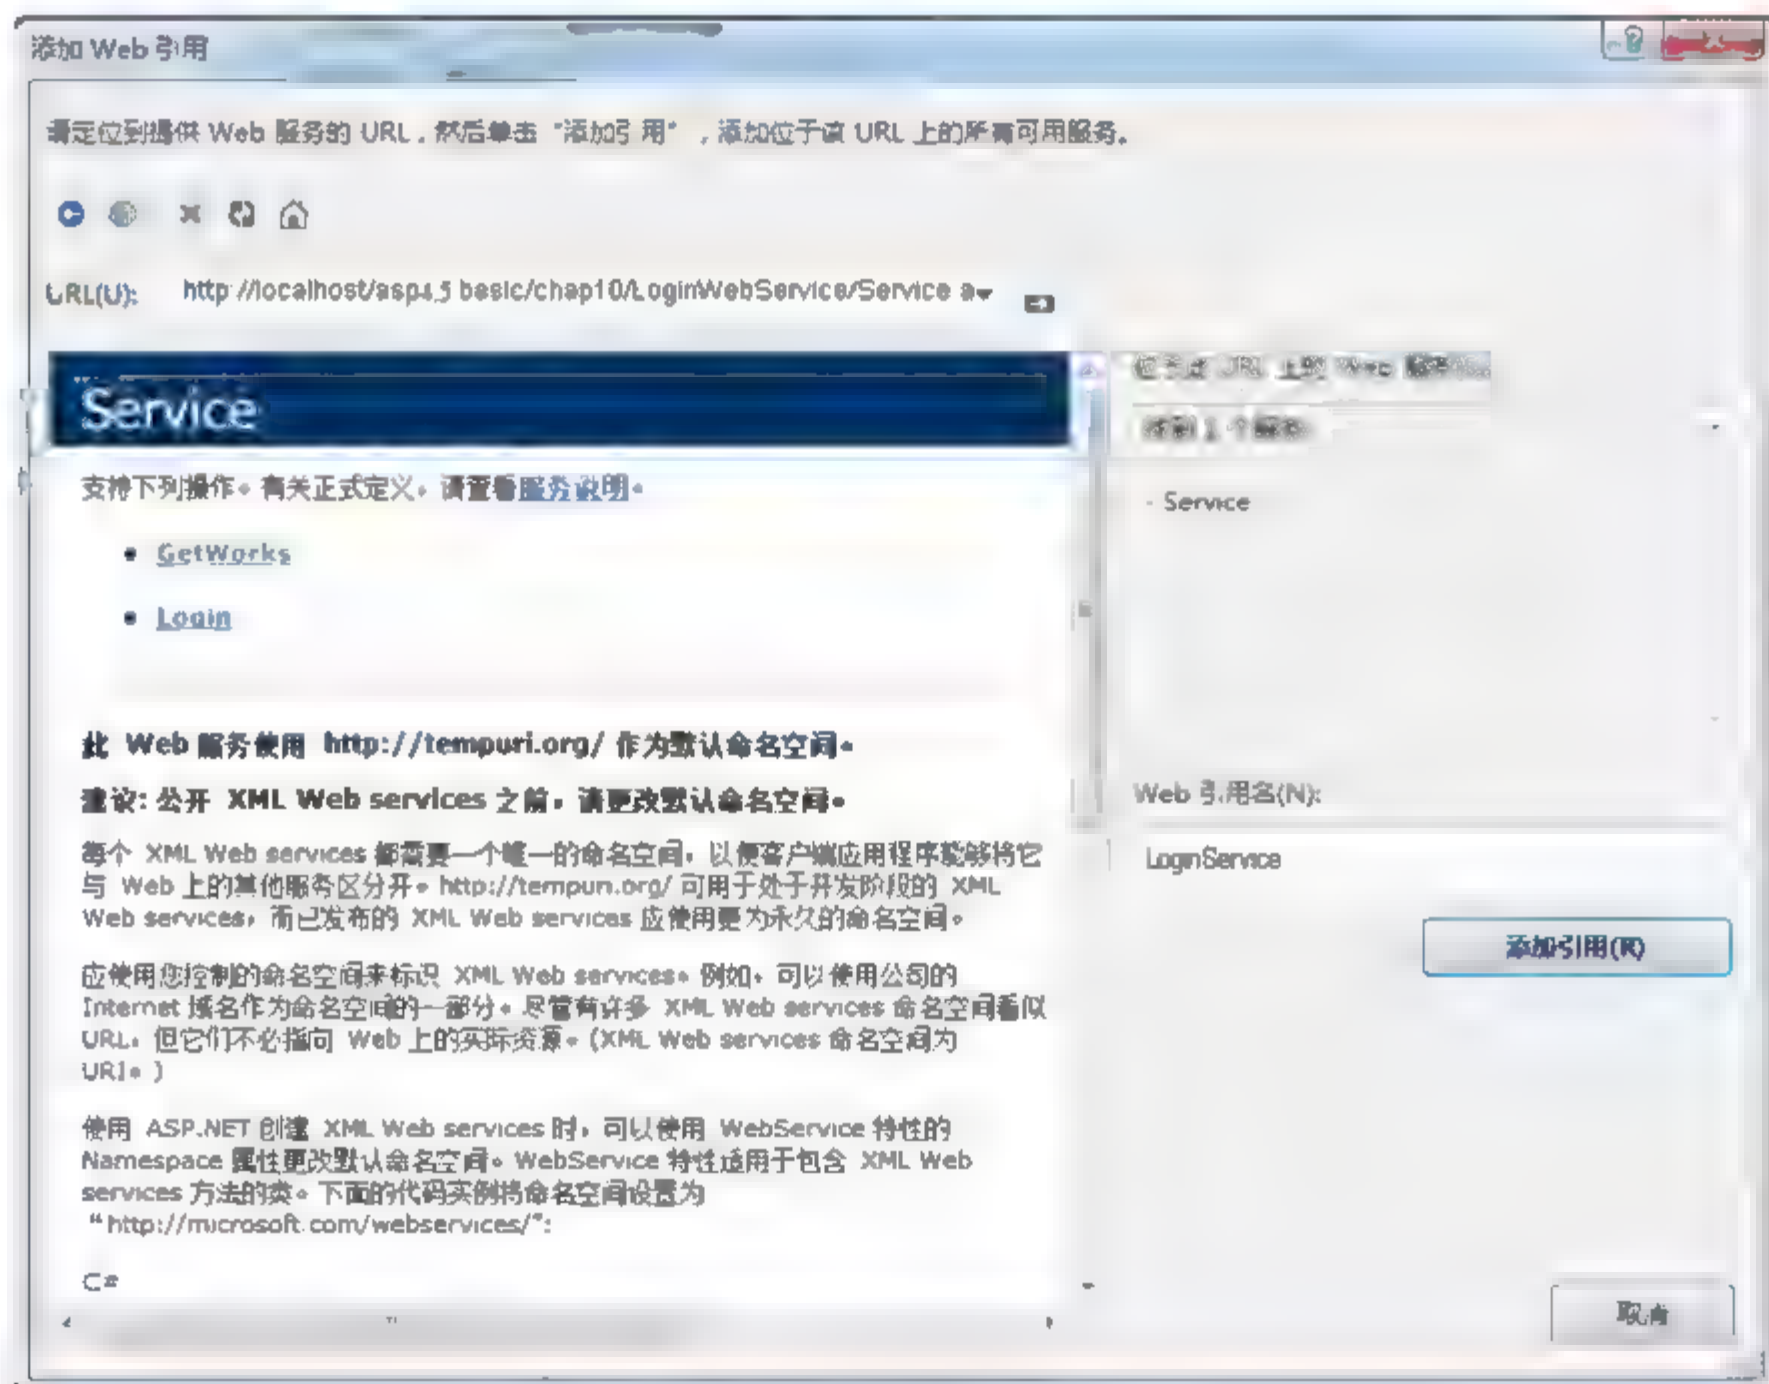 添加 Web 引用
请定位到提供 Web 服务的 URL，然后单击“添加引用”，添加位于该 URL 上的所有可用服务。
URL(U):
http://localhost/asp4.5 basic/chap10/LoginWebService/Service a
位于此 URL 上的 Web 服务
Service
找到 1 个服务:
支持下列操作。有关正式定义，请查看服务说明。
- Service
• GetWorks
• Login
此 Web 服务使用 http://tempuri.org/ 作为默认命名空间。
建议: 公开 XML Web services 之前，请更改默认命名空间。
Web 引用名(N):
每个 XML Web services 都需要一个唯一的命名空间，以便客户端应用程序能够将它
与 Web 上的其他服务区分开。http://tempuri.org/ 可用于处于开发阶段的 XML
Web services，而已发布的 XML Web services 应使用更为永久的命名空间。
LoginService
添加引用(R)
应使用您控制的命名空间来标识 XML Web services。例如，可以使用公司的
Internet 域名作为命名空间的一部分。尽管有许多 XML Web services 命名空间看似
URL，但它们不必指向 Web 上的实际资源。(XML Web services 命名空间为
URI。)
使用 ASP.NET 创建 XML Web services 时，可以使用 WebService 特性的
Namespace 属性更改默认命名空间。WebService 特性适用于包含 XML Web
services 方法的类。下面的代码实例将命名空间设置为
“http://microsoft.com/webservices/”:
C#
取消